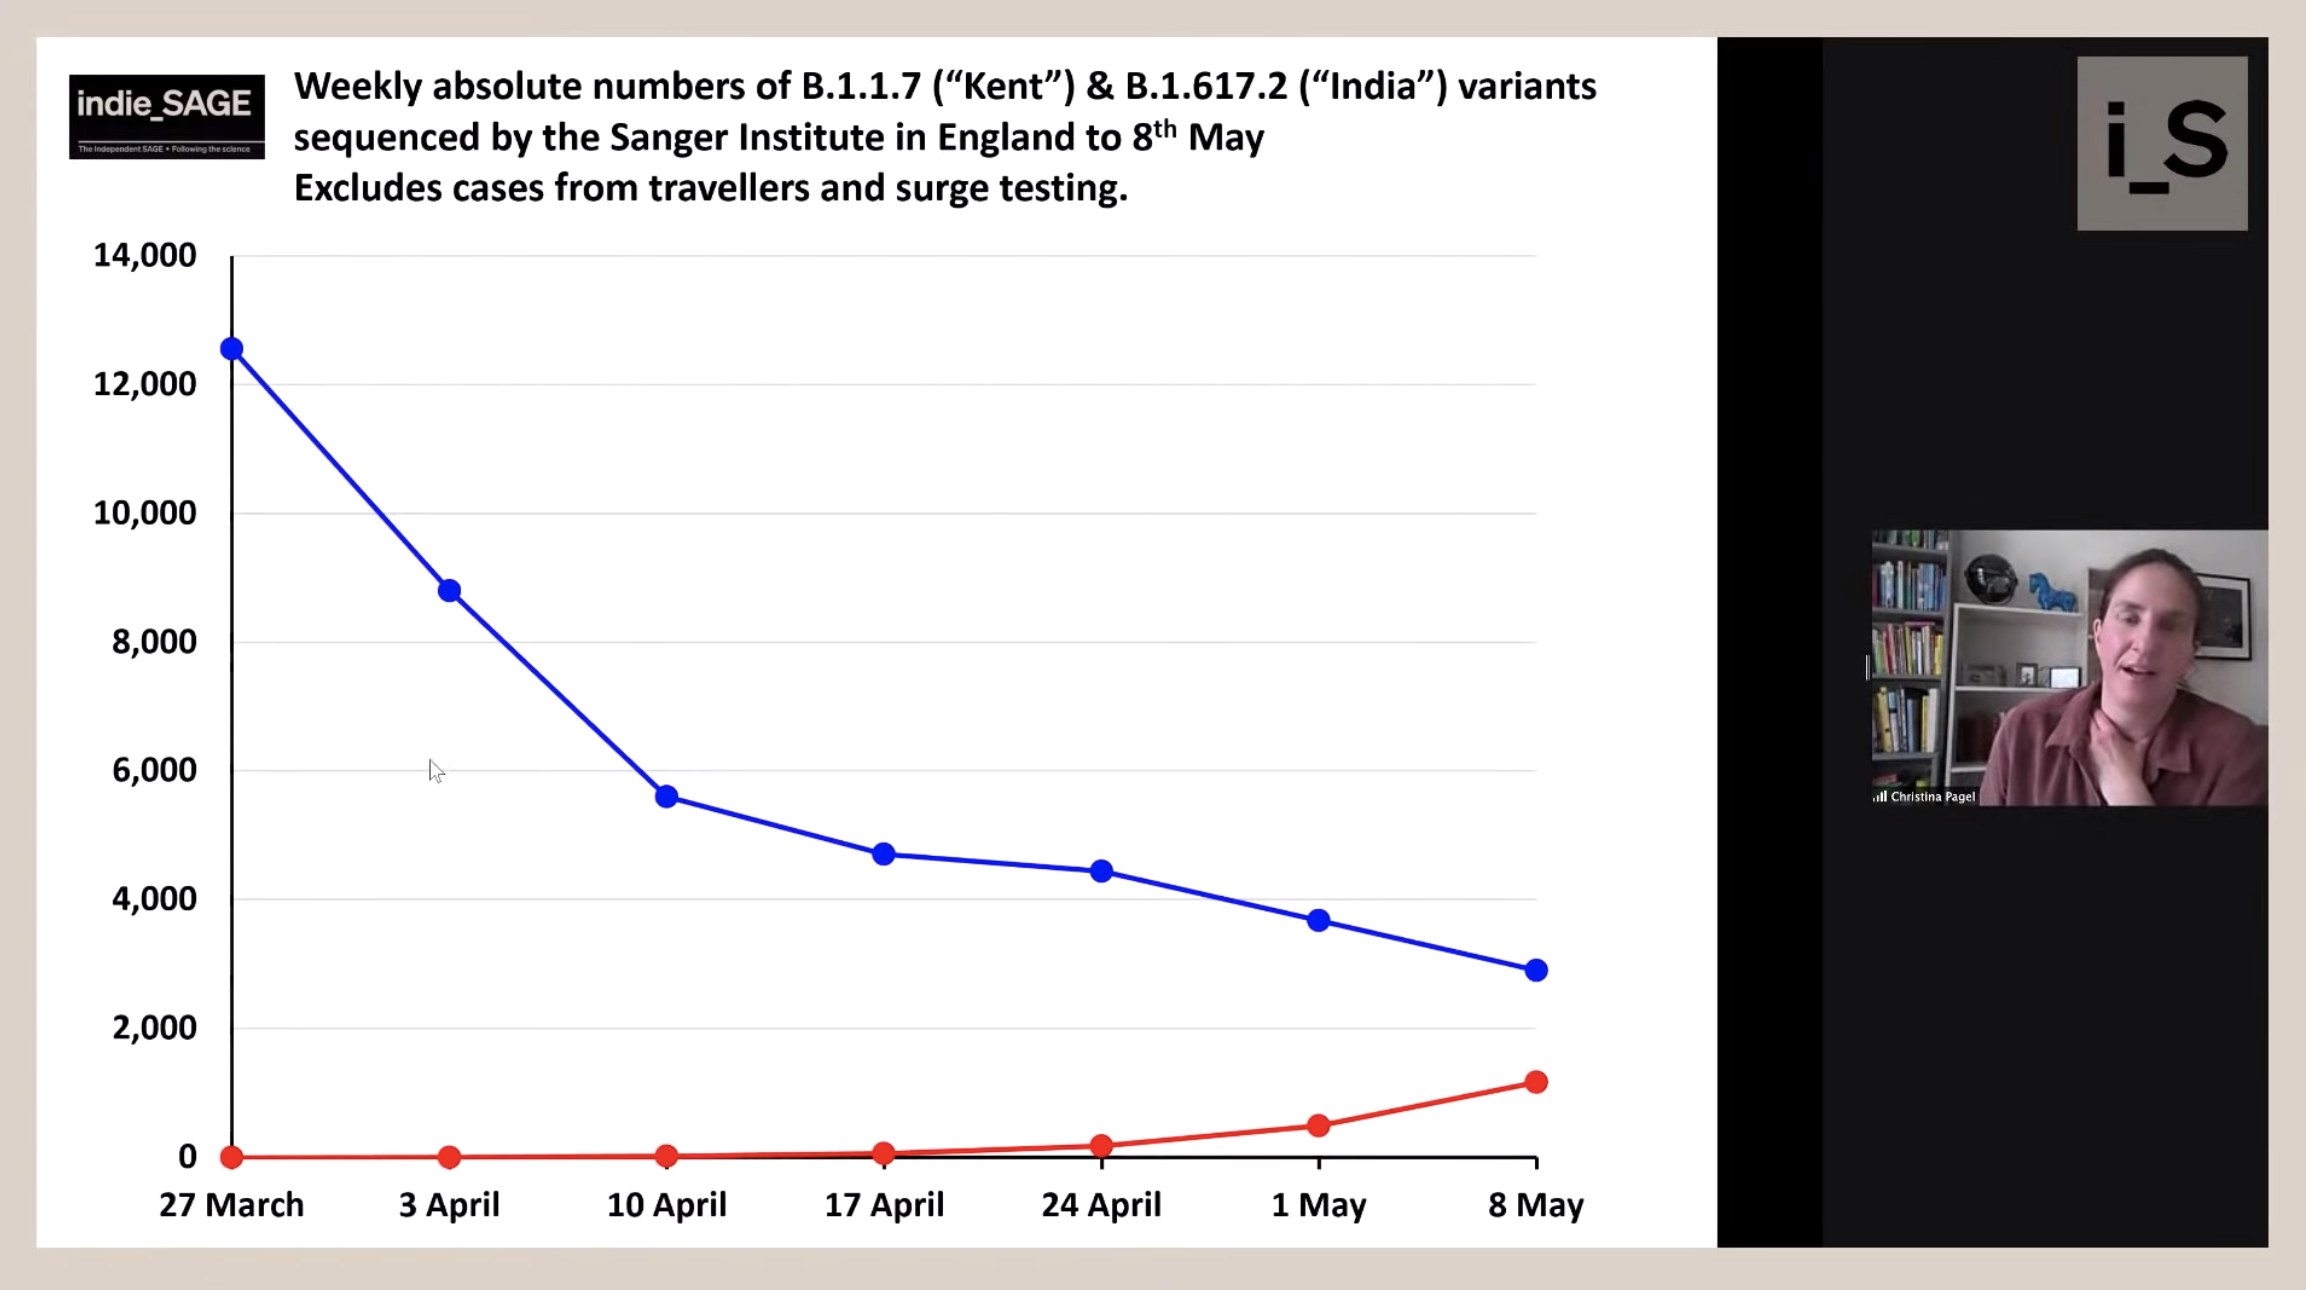 indie_SAGE
The Independent SAGE • Following the science
Weekly absolute numbers of B.1.1.7 (“Kent”) & B.1.617.2 (“India”) variants
sequenced by the Sanger Institute in England to 8th May
Excludes cases from travellers and surge testing.
i_S
14,000
12,000
10,000
8,000
6,000
4,000
2,000
0
27 March
3 April
10 April
17 April
24 April
1 May
8 May
Christina Pagel